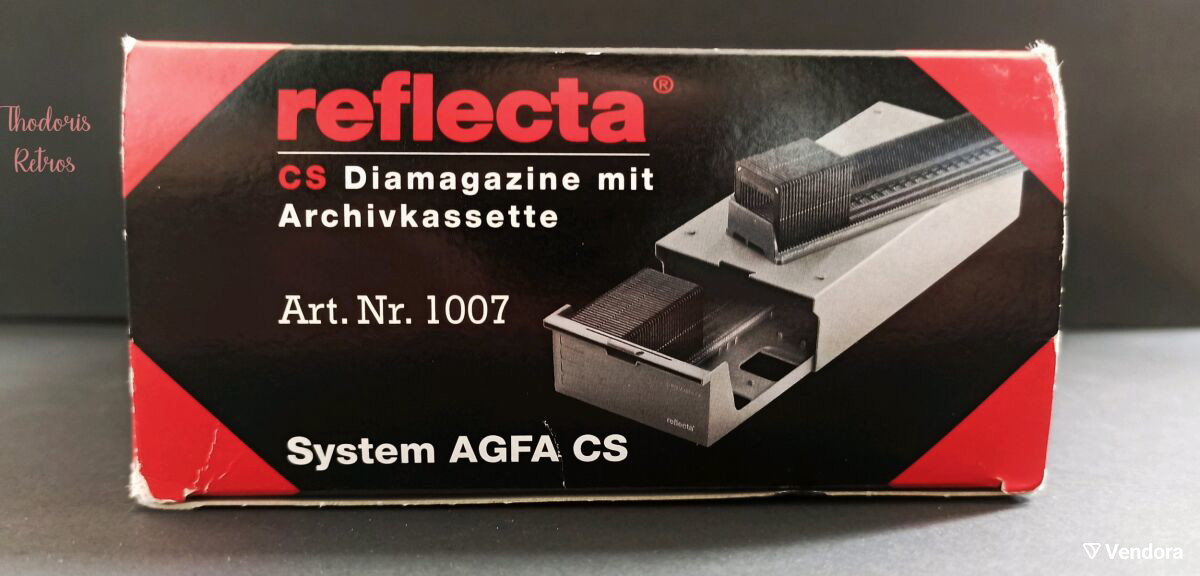 Thodoris
Retros
reflecta®
CS Diamagazine mit
Archivkassette
Art. Nr. 1007
System AGFA CS
reflecta
Vendora